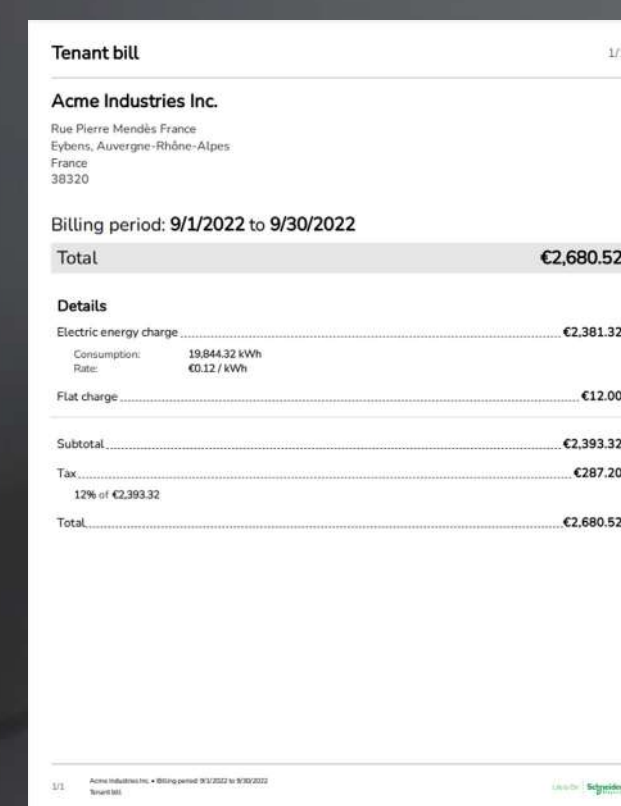 Tenant bill
1/
Acme Industries Inc.
Rue Pierre Mendès France
Eybens, Auvergne-Rhône-Alpes
France
38320
Billing period: 9/1/2022 to 9/30/2022
Total €2,680.52
Details
Electric energy charge €2,381.32
Consumption: 19,844.32 kWh
Rate: €0.12 / kWh
Flat charge €12.00
Subtotal €2,393.32
Tax €287.20
12% of €2,393.32
Total €2,680.52
1/1 Acme Industries Inc. • Billing period: 9/1/2022 to 9/30/2022
Tenant bill
Life Is On | Schneider